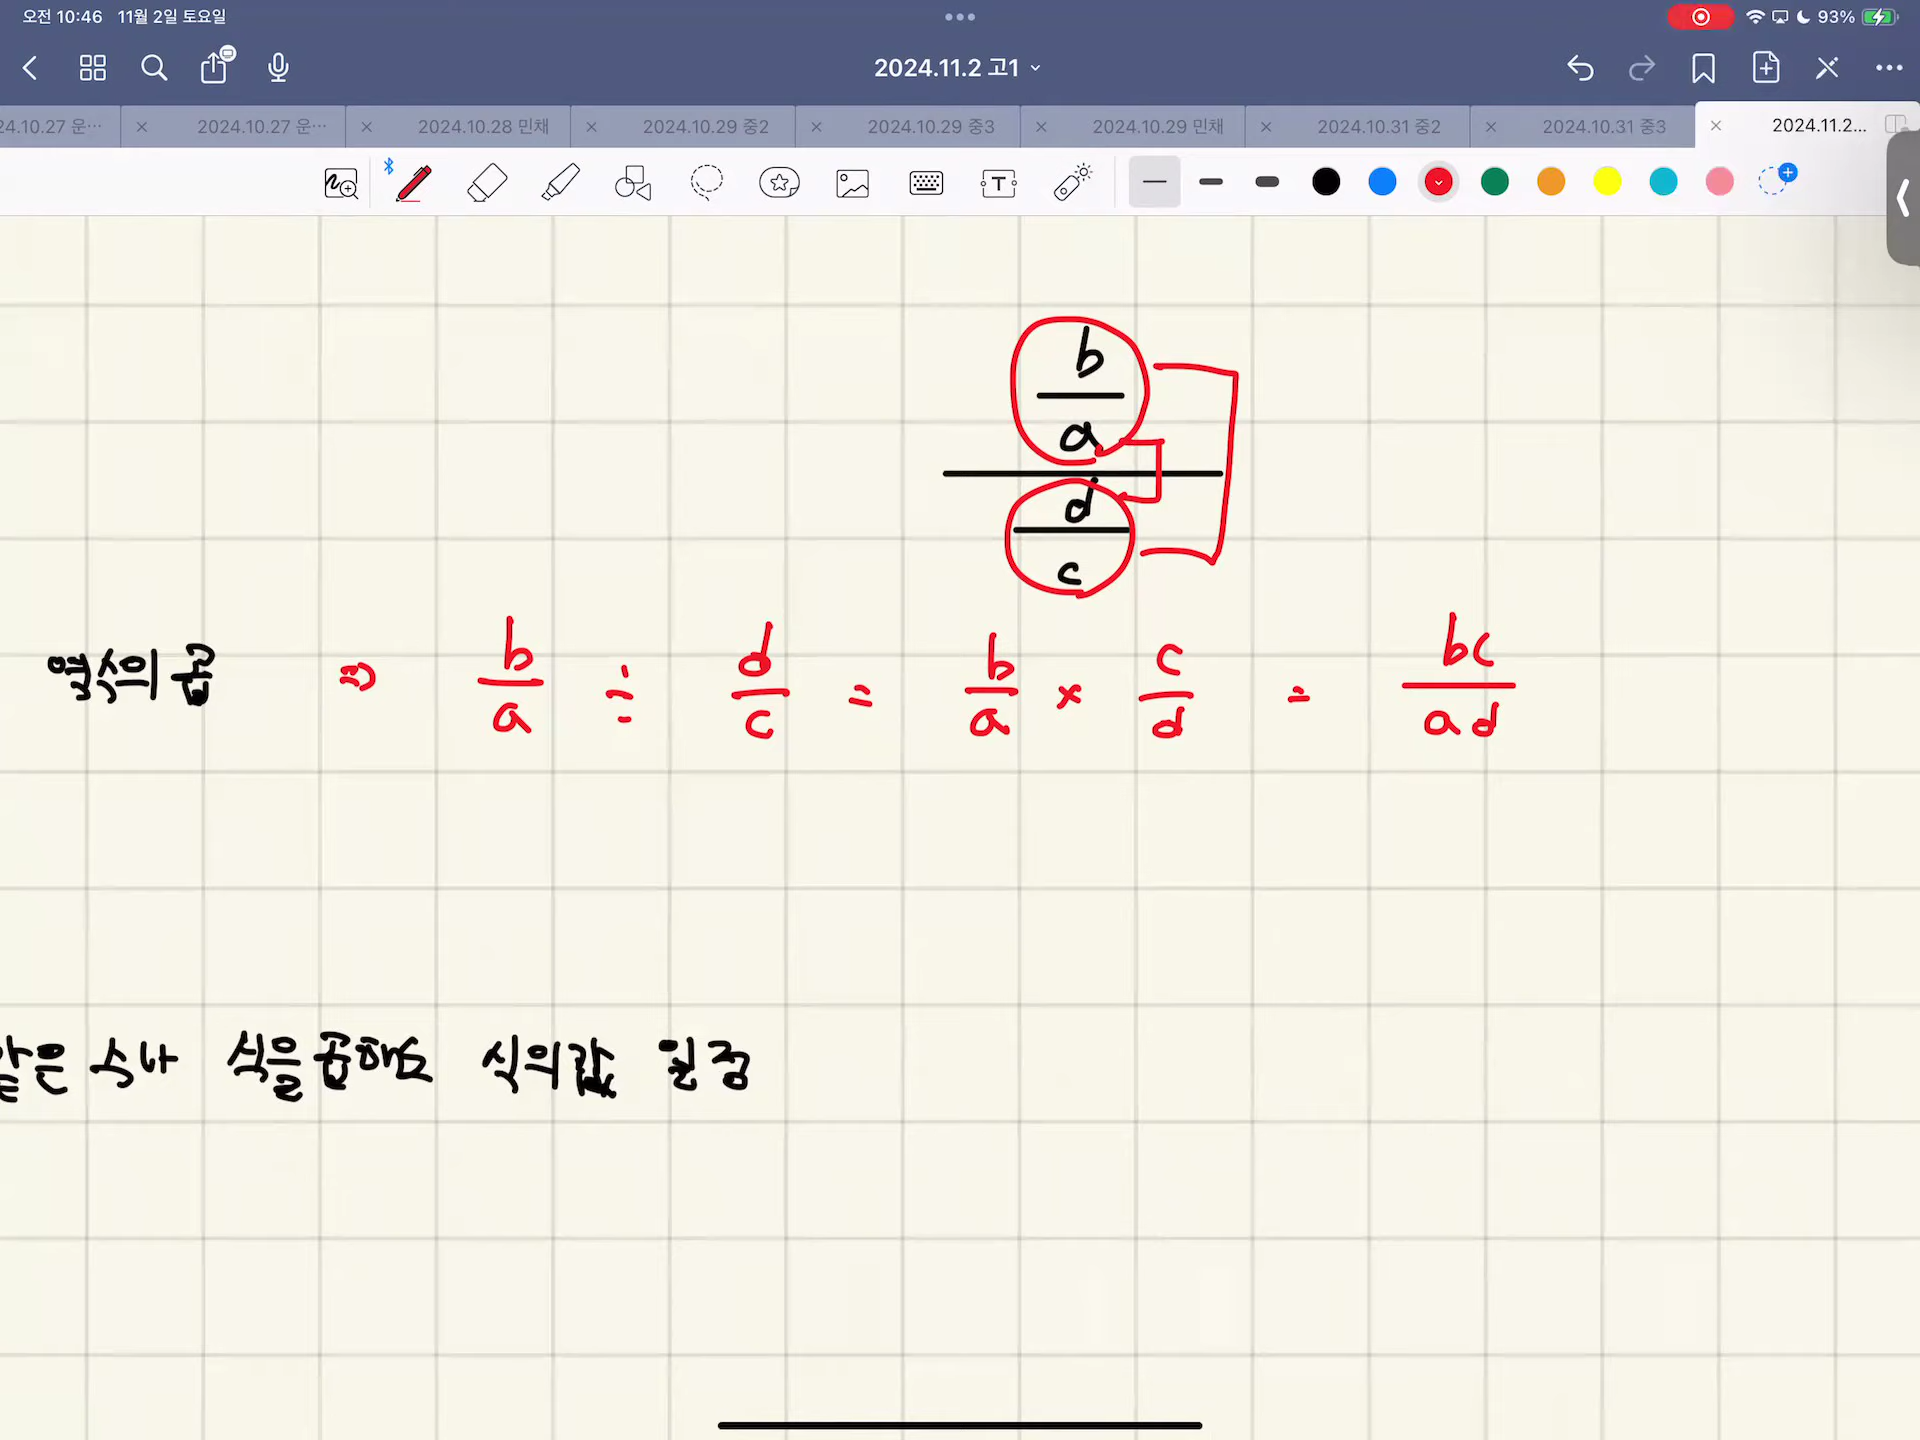 오전 10:46 11월 2일 토요일
93%
2024.11.2 고1
24.10.27 운…
2024.10.27 운…
2024.10.28 민채
2024.10.29 중2
2024.10.29 중3
2024.10.29 민채
2024.10.31 중2
2024.10.31 중3
2024.11.2...
b
a
d
c
역수의 곱 ⇒ b/a ÷ d/c = b/a × c/d = bc/ad
같은 수나 식을 곱해도 식의 값 일정